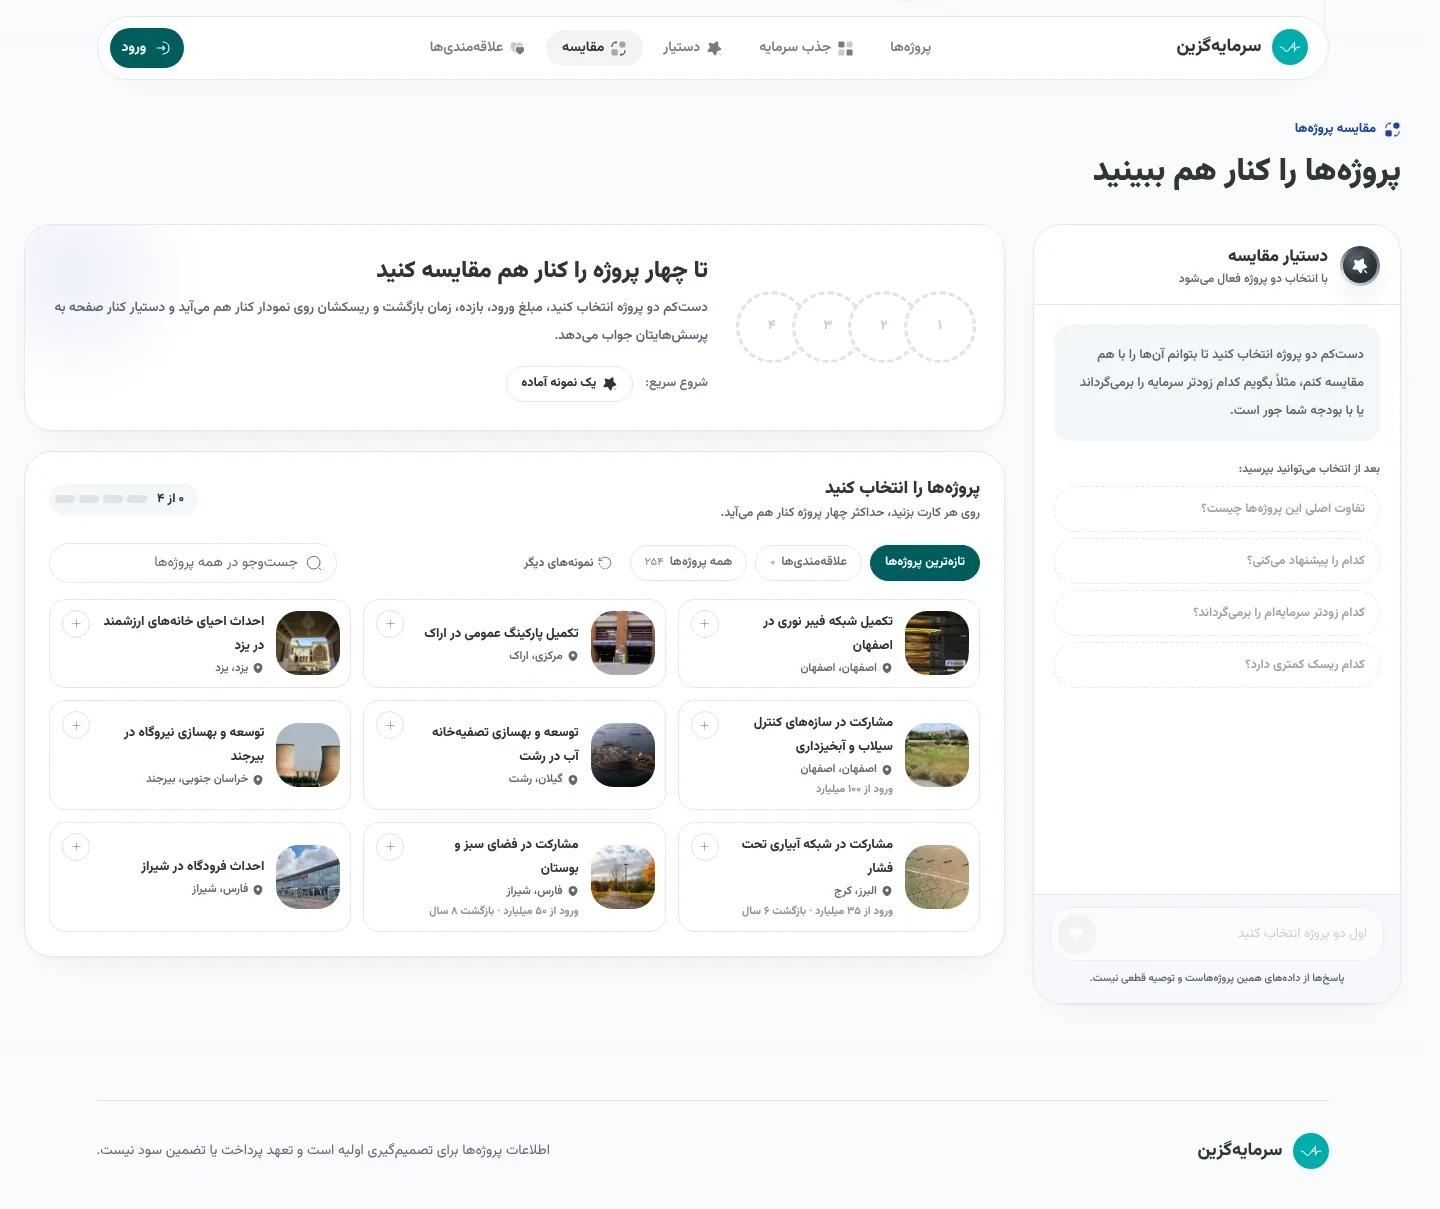 سرمایه‌گزین
پروژه‌ها
جذب سرمایه
دستیار
مقایسه
علاقه‌مندی‌ها
ورود
مقایسه پروژه‌ها
پروژه‌ها را کنار هم ببینید
دستیار مقایسه
با انتخاب دو پروژه فعال می‌شود
دست‌کم دو پروژه انتخاب کنید تا بتوانم آن‌ها را با هم
مقایسه کنم، مثلاً بگویم کدام زودتر سرمایه را برمی‌گرداند
یا با بودجه شما جور است.
بعد از انتخاب می‌توانید بپرسید:
تفاوت اصلی این پروژه‌ها چیست؟
کدام را پیشنهاد می‌کنی؟
کدام زودتر سرمایه‌ام را برمی‌گرداند؟
کدام ریسک کمتری دارد؟
اول دو پروژه انتخاب کنید
پاسخ‌ها از داده‌های همین پروژه‌هاست و توصیه قطعی نیست.
۱
۲
۳
۴
تا چهار پروژه را کنار هم مقایسه کنید
دست‌کم دو پروژه انتخاب کنید، مبلغ ورود، بازده، زمان بازگشت و ریسکشان روی نمودار کنار هم می‌آید و دستیار کنار صفحه به
پرسش‌هایتان جواب می‌دهد.
شروع سریع:
یک نمونه آماده
پروژه‌ها را انتخاب کنید
روی هر کارت بزنید، حداکثر چهار پروژه کنار هم می‌آید.
۰ از ۴
تازه‌ترین پروژه‌ها
علاقه‌مندی‌ها ۰
همه پروژه‌ها ۲۵۴
نمونه‌های دیگر
جست‌وجو در همه پروژه‌ها
تکمیل شبکه فیبر نوری در
اصفهان
اصفهان، اصفهان
تکمیل پارکینگ عمومی در اراک
مرکزی، اراک
احداث احیای خانه‌های ارزشمند
در یزد
یزد، یزد
مشارکت در سازه‌های کنترل
سیلاب و آبخیزداری
اصفهان، اصفهان
ورود از ۱۰۰ میلیارد
توسعه و بهسازی تصفیه‌خانه
آب در رشت
گیلان، رشت
توسعه و بهسازی نیروگاه در
بیرجند
خراسان جنوبی، بیرجند
مشارکت در شبکه آبیاری تحت
فشار
البرز، کرج
ورود از ۳۵ میلیارد · بازگشت ۶ سال
مشارکت در فضای سبز و
بوستان
فارس، شیراز
ورود از ۵۰ میلیارد · بازگشت ۸ سال
احداث فرودگاه در شیراز
فارس، شیراز
سرمایه‌گزین
اطلاعات پروژه‌ها برای تصمیم‌گیری اولیه است و تعهد پرداخت یا تضمین سود نیست.